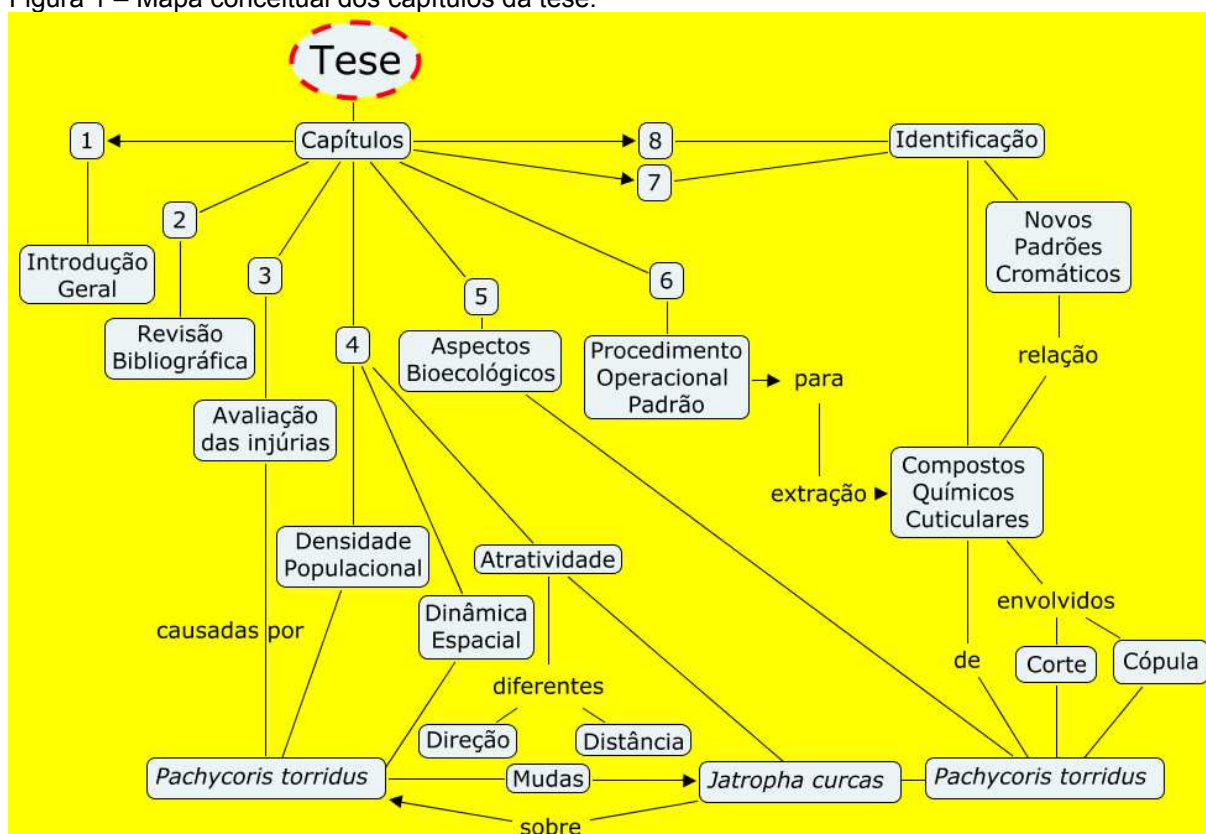 Figura 1 – Mapa conceitual dos capítulos da tese.
Tese
1
Capítulos
8
Identificação
7
2
Novos
Padrões
Cromáticos
Introdução
Geral
3
5
6
Revisão
Bibliográfica
4
Aspectos
Bioecológicos
Procedimento
Operacional
Padrão
para
relação
Avaliação
das injúrias
extração
Compostos
Químicos
Cuticulares
Densidade
Populacional
Atratividade
Dinâmica
Espacial
causadas por
envolvidos
de
Corte
Cópula
diferentes
Direção
Distância
Pachycoris torridus
Mudas
Jatropha curcas
Pachycoris torridus
sobre